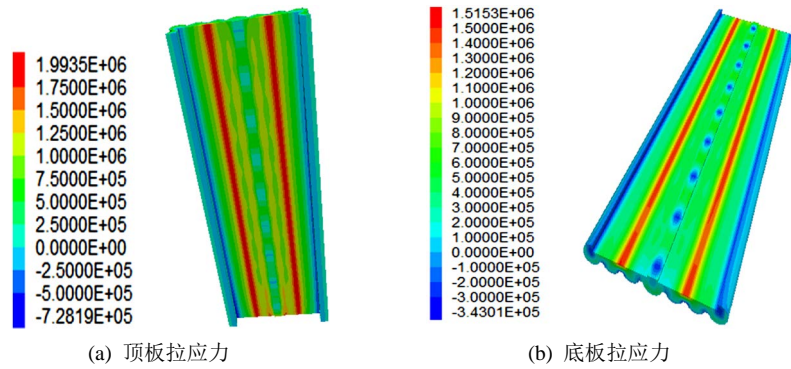 1.9935E+06
1.7500E+06
1.5000E+06
1.2500E+06
1.0000E+06
7.5000E+05
5.0000E+05
2.5000E+05
0.0000E+00
-2.5000E+05
-5.0000E+05
-7.2819E+05
(a) 顶板拉应力
1.5153E+06
1.5000E+06
1.4000E+06
1.3000E+06
1.2000E+06
1.1000E+06
1.0000E+06
9.0000E+05
8.0000E+05
7.0000E+05
6.0000E+05
5.0000E+05
4.0000E+05
3.0000E+05
2.0000E+05
1.0000E+05
0.0000E+00
-1.0000E+05
-2.0000E+05
-3.0000E+05
-3.4301E+05
(b) 底板拉应力